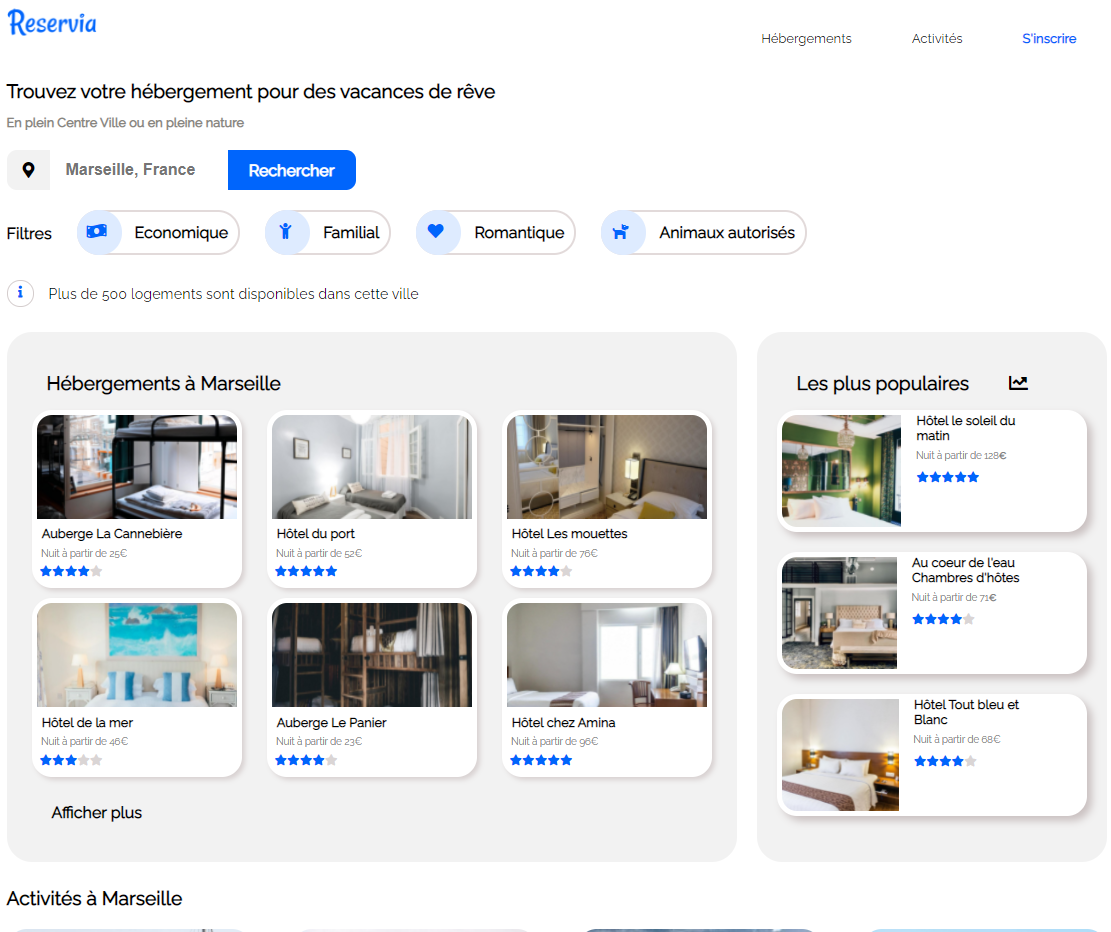 Reservia
Hébergements
Activités
S'inscrire
Trouvez votre hébergement pour des vacances de rêve
En plein Centre Ville ou en pleine nature
Marseille, France
Rechercher
Filtres
Economique
Familial
Romantique
Animaux autorisés
Plus de 500 logements sont disponibles dans cette ville
Hébergements à Marseille
Auberge La Cannebière
Nuit à partir de 25€
Hôtel du port
Nuit à partir de 52€
Hôtel Les mouettes
Nuit à partir de 76€
Hôtel de la mer
Nuit à partir de 46€
Auberge Le Panier
Nuit à partir de 23€
Hôtel chez Amina
Nuit à partir de 96€
Afficher plus
Les plus populaires
Hôtel le soleil du
matin
Nuit à partir de 128€
Au coeur de l'eau
Chambres d'hôtes
Nuit à partir de 71€
Hôtel Tout bleu et
Blanc
Nuit à partir de 68€
Activités à Marseille